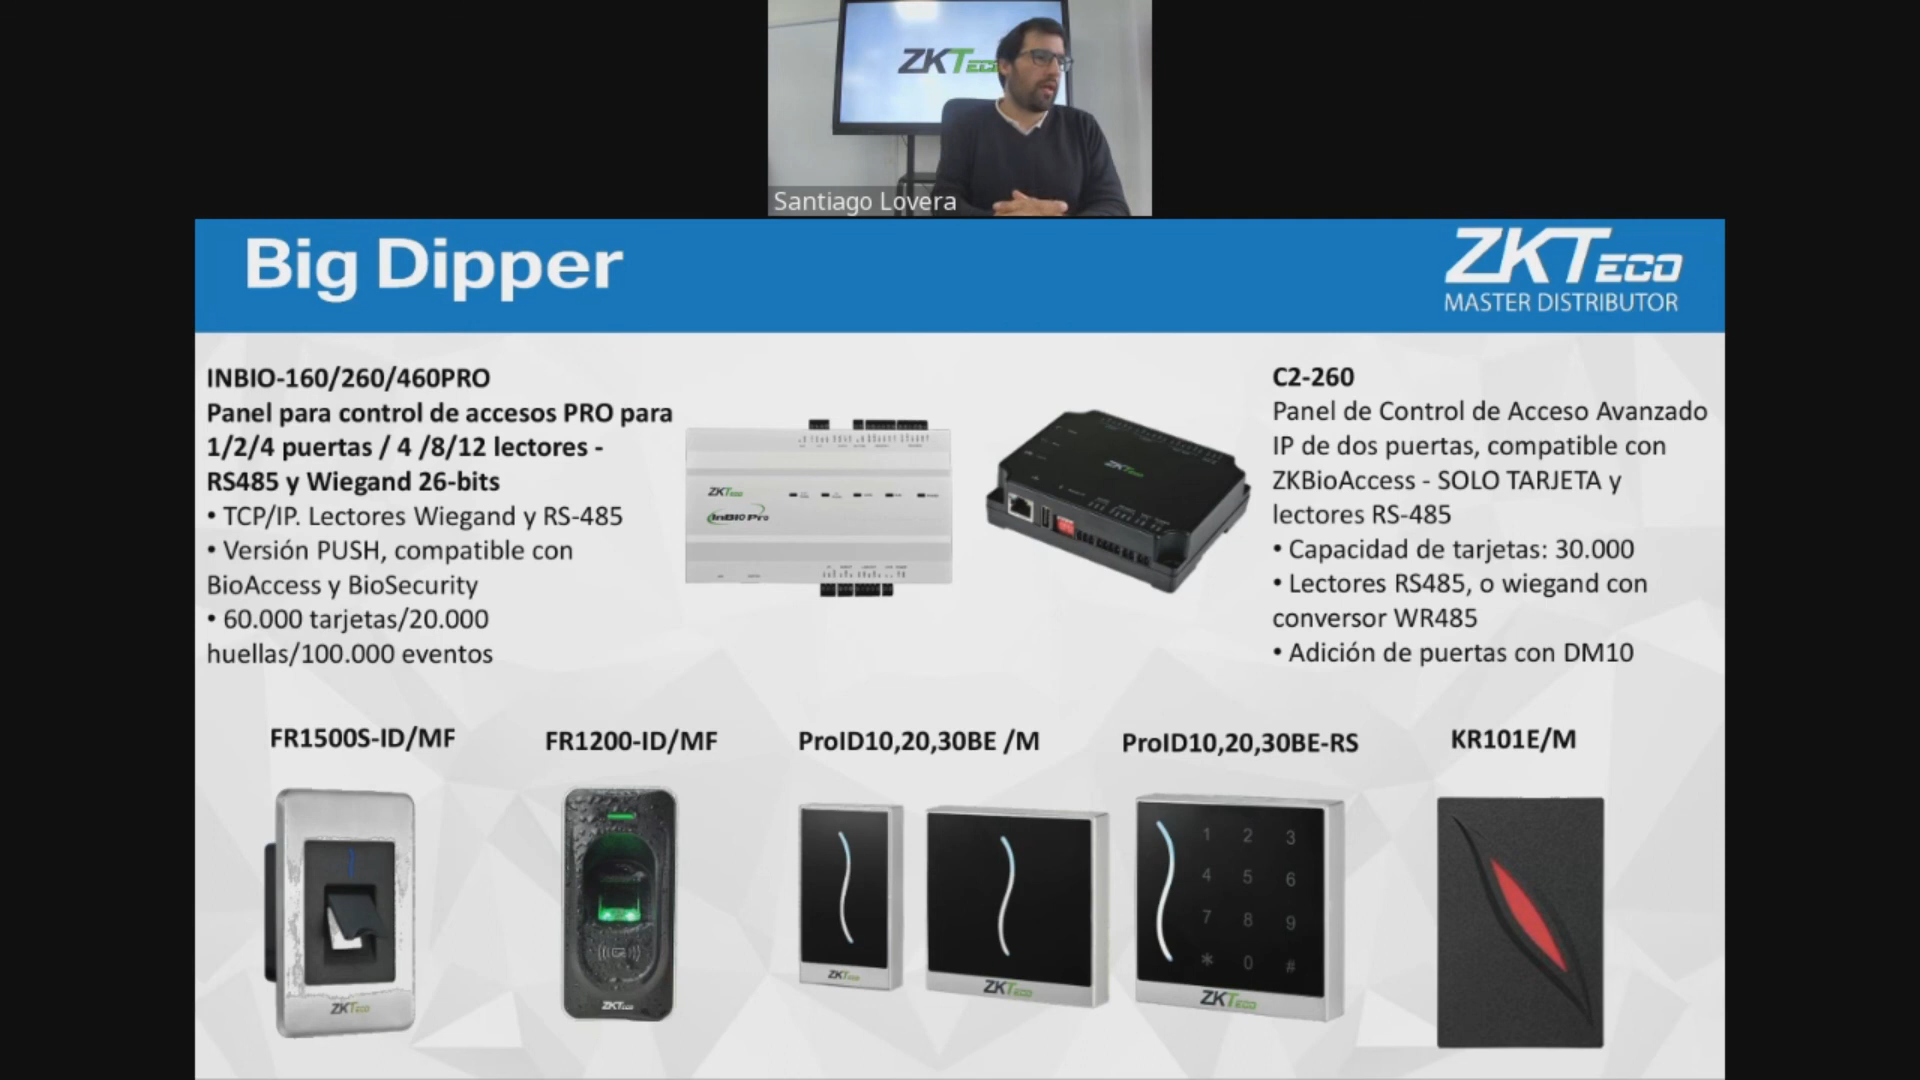 ZKTeco
Santiago Lovera
Big Dipper
ZKTeco
MASTER DISTRIBUTOR
INBIO-160/260/460PRO
Panel para control de accesos PRO para
1/2/4 puertas / 4 /8/12 lectores -
RS485 y Wiegand 26-bits
• TCP/IP. Lectores Wiegand y RS-485
• Versión PUSH, compatible con
BioAccess y BioSecurity
• 60.000 tarjetas/20.000
huellas/100.000 eventos
ZKTeco
InBIO Pro
ZKTeco
C2-260
Panel de Control de Acceso Avanzado
IP de dos puertas, compatible con
ZKBioAccess - SOLO TARJETA y
lectores RS-485
• Capacidad de tarjetas: 30.000
• Lectores RS485, o wiegand con
conversor WR485
• Adición de puertas con DM10
FR1500S-ID/MF
FR1200-ID/MF
ProID10,20,30BE /M
ProID10,20,30BE-RS
KR101E/M
ZKTeco
ZKTeco
ZKTeco
ZKTeco
1 2 3
4 5 6
7 8 9
* 0 #
ZKTeco